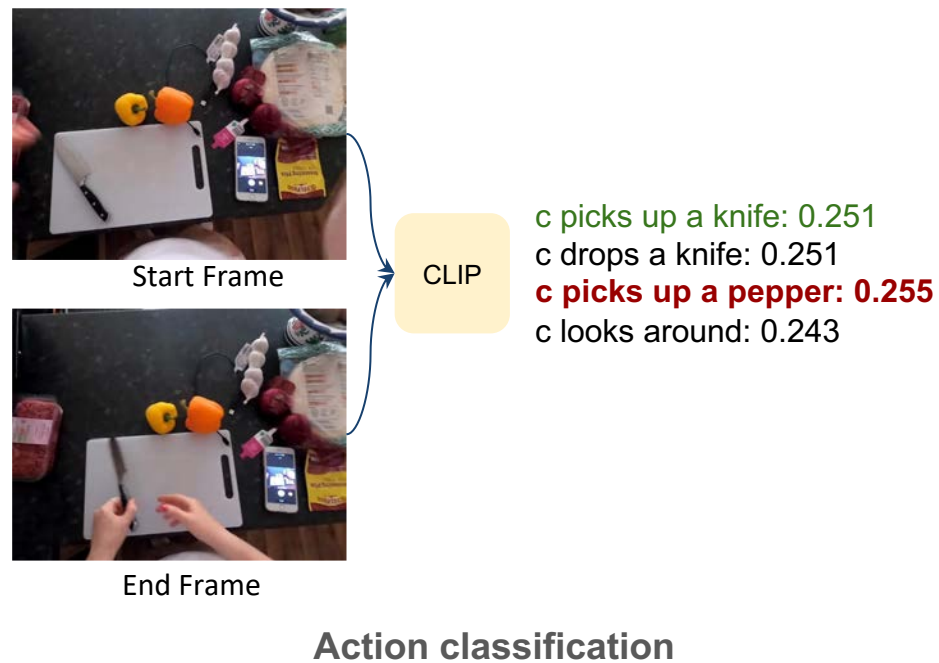 Start Frame
CLIP
c picks up a knife: 0.251
c drops a knife: 0.251
c picks up a pepper: 0.255
c looks around: 0.243
End Frame
Action classification